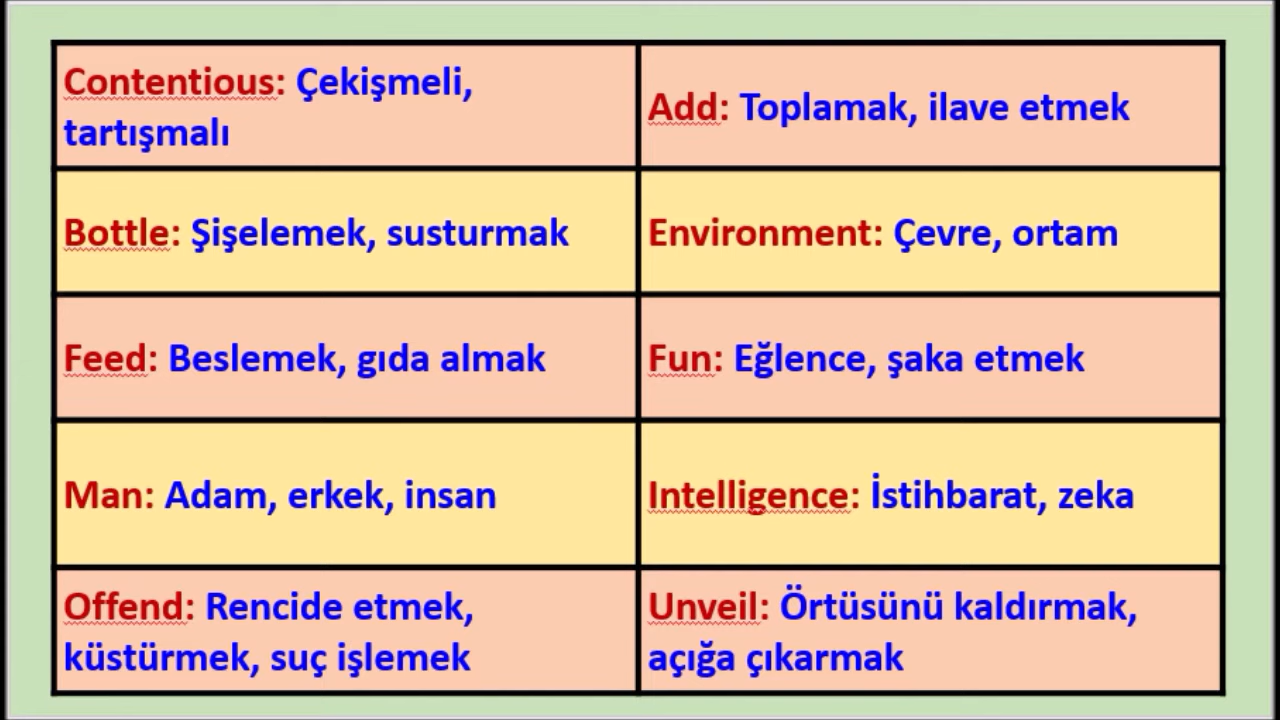 Contentious: Çekişmeli,
tartışmalı
Add: Toplamak, ilave etmek
Bottle: Şişelemek, susturmak
Environment: Çevre, ortam
Feed: Beslemek, gıda almak
Fun: Eğlence, şaka etmek
Man: Adam, erkek, insan
Intelligence: İstihbarat, zeka
Offend: Rencide etmek,
küstürmek, suç işlemek
Unveil: Örtüsünü kaldırmak,
açığa çıkarmak